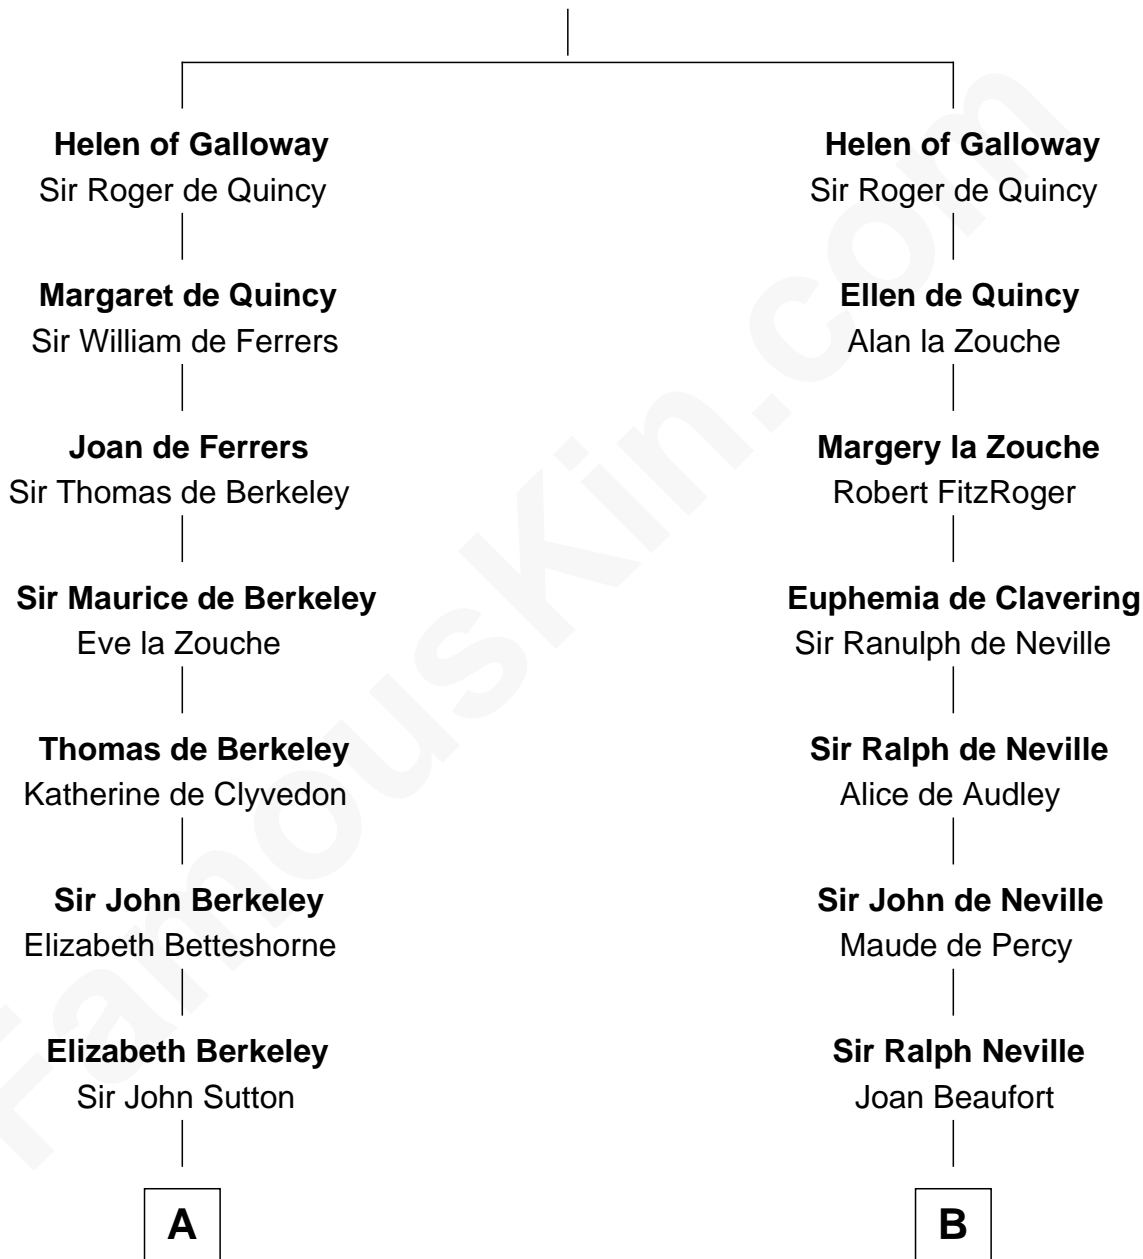 Helen of Galloway
Sir Roger de Quincy
Margaret de Quincy
Sir William de Ferrers
Joan de Ferrers
Sir Thomas de Berkeley
Sir Maurice de Berkeley
Eve la Zouche
Thomas de Berkeley
Katherine de Clyvedon
Sir John Berkeley
Elizabeth Betteshorne
Elizabeth Berkeley
Sir John Sutton
A
Helen of Galloway
Sir Roger de Quincy
Ellen de Quincy
Alan la Zouche
Margery la Zouche
Robert FitzRoger
Euphemia de Clavering
Sir Ranulph de Neville
Sir Ralph de Neville
Alice de Audley
Sir John de Neville
Maude de Percy
Sir Ralph Neville
Joan Beaufort
B
FamousKin.com